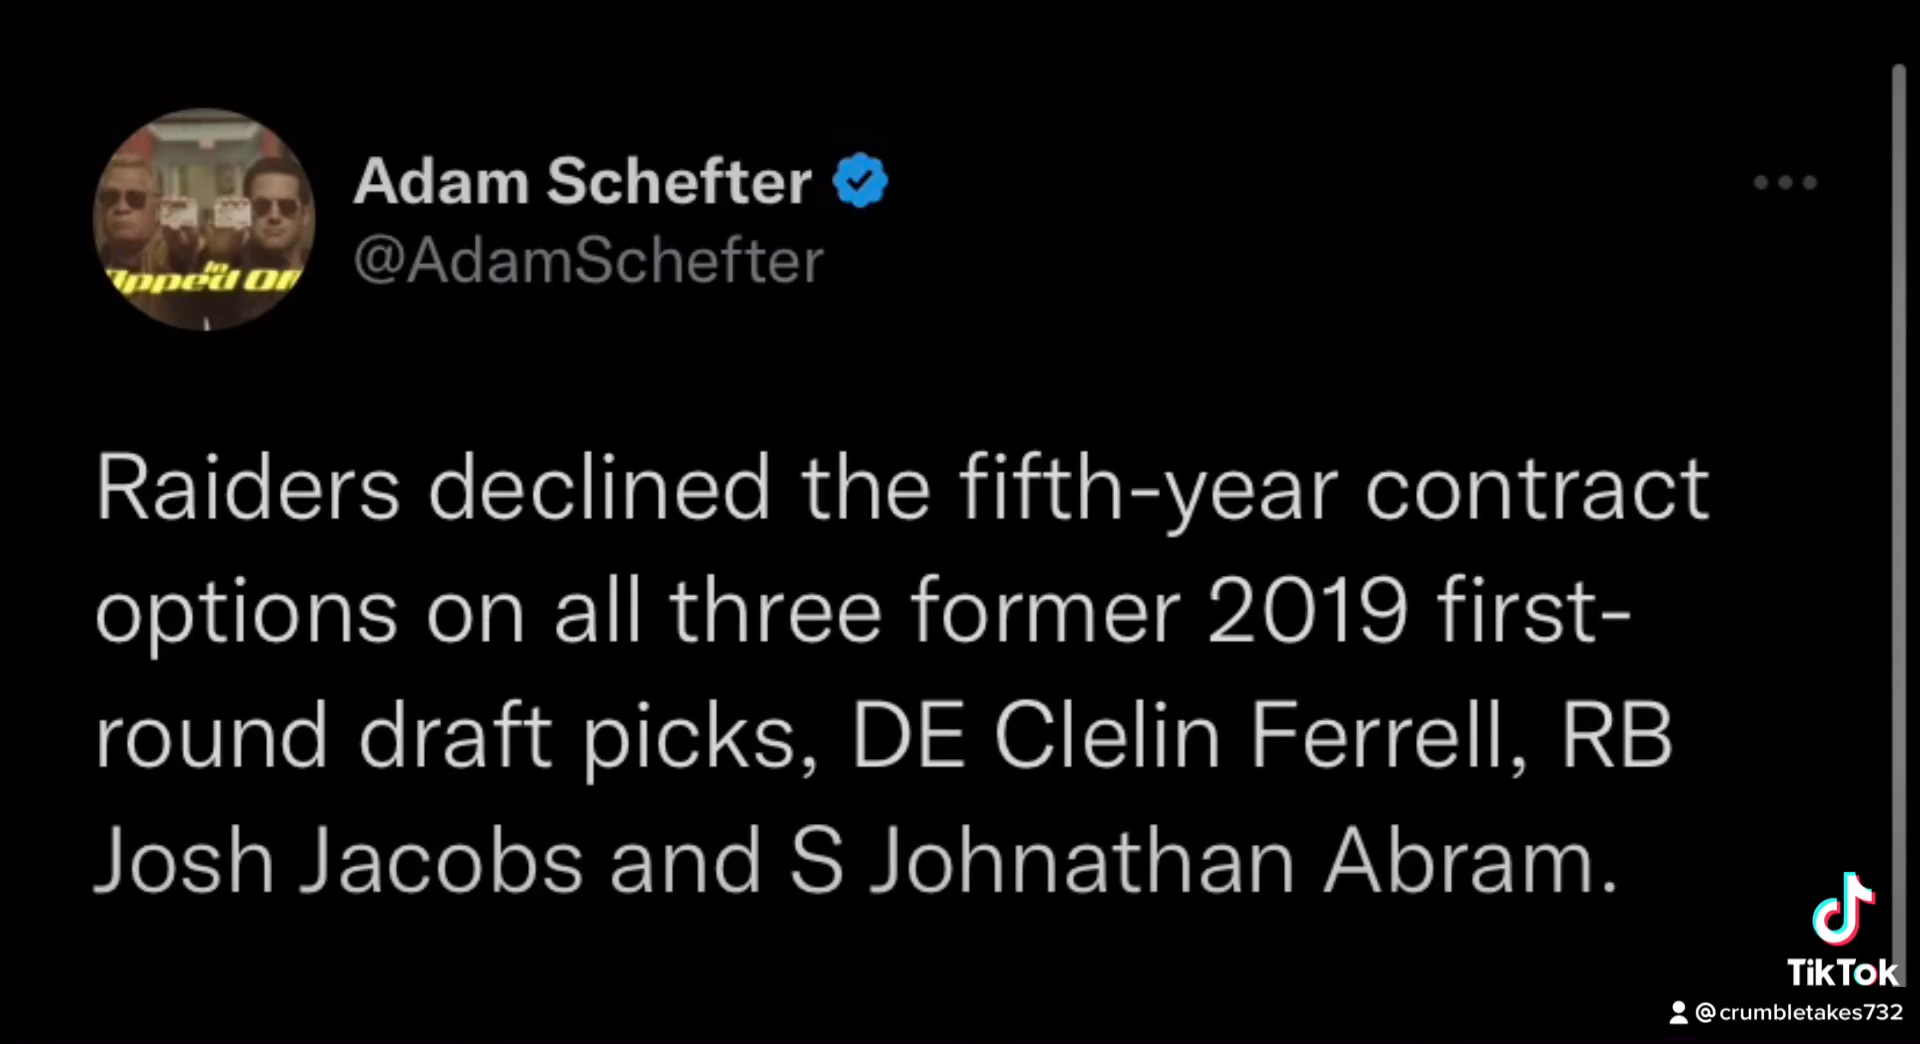 Adam Schefter
@AdamSchefter
Raiders declined the fifth-year contract
options on all three former 2019 first-
round draft picks, DE Clelin Ferrell, RB
Josh Jacobs and S Johnathan Abram.
TikTok
@crumbletakes732